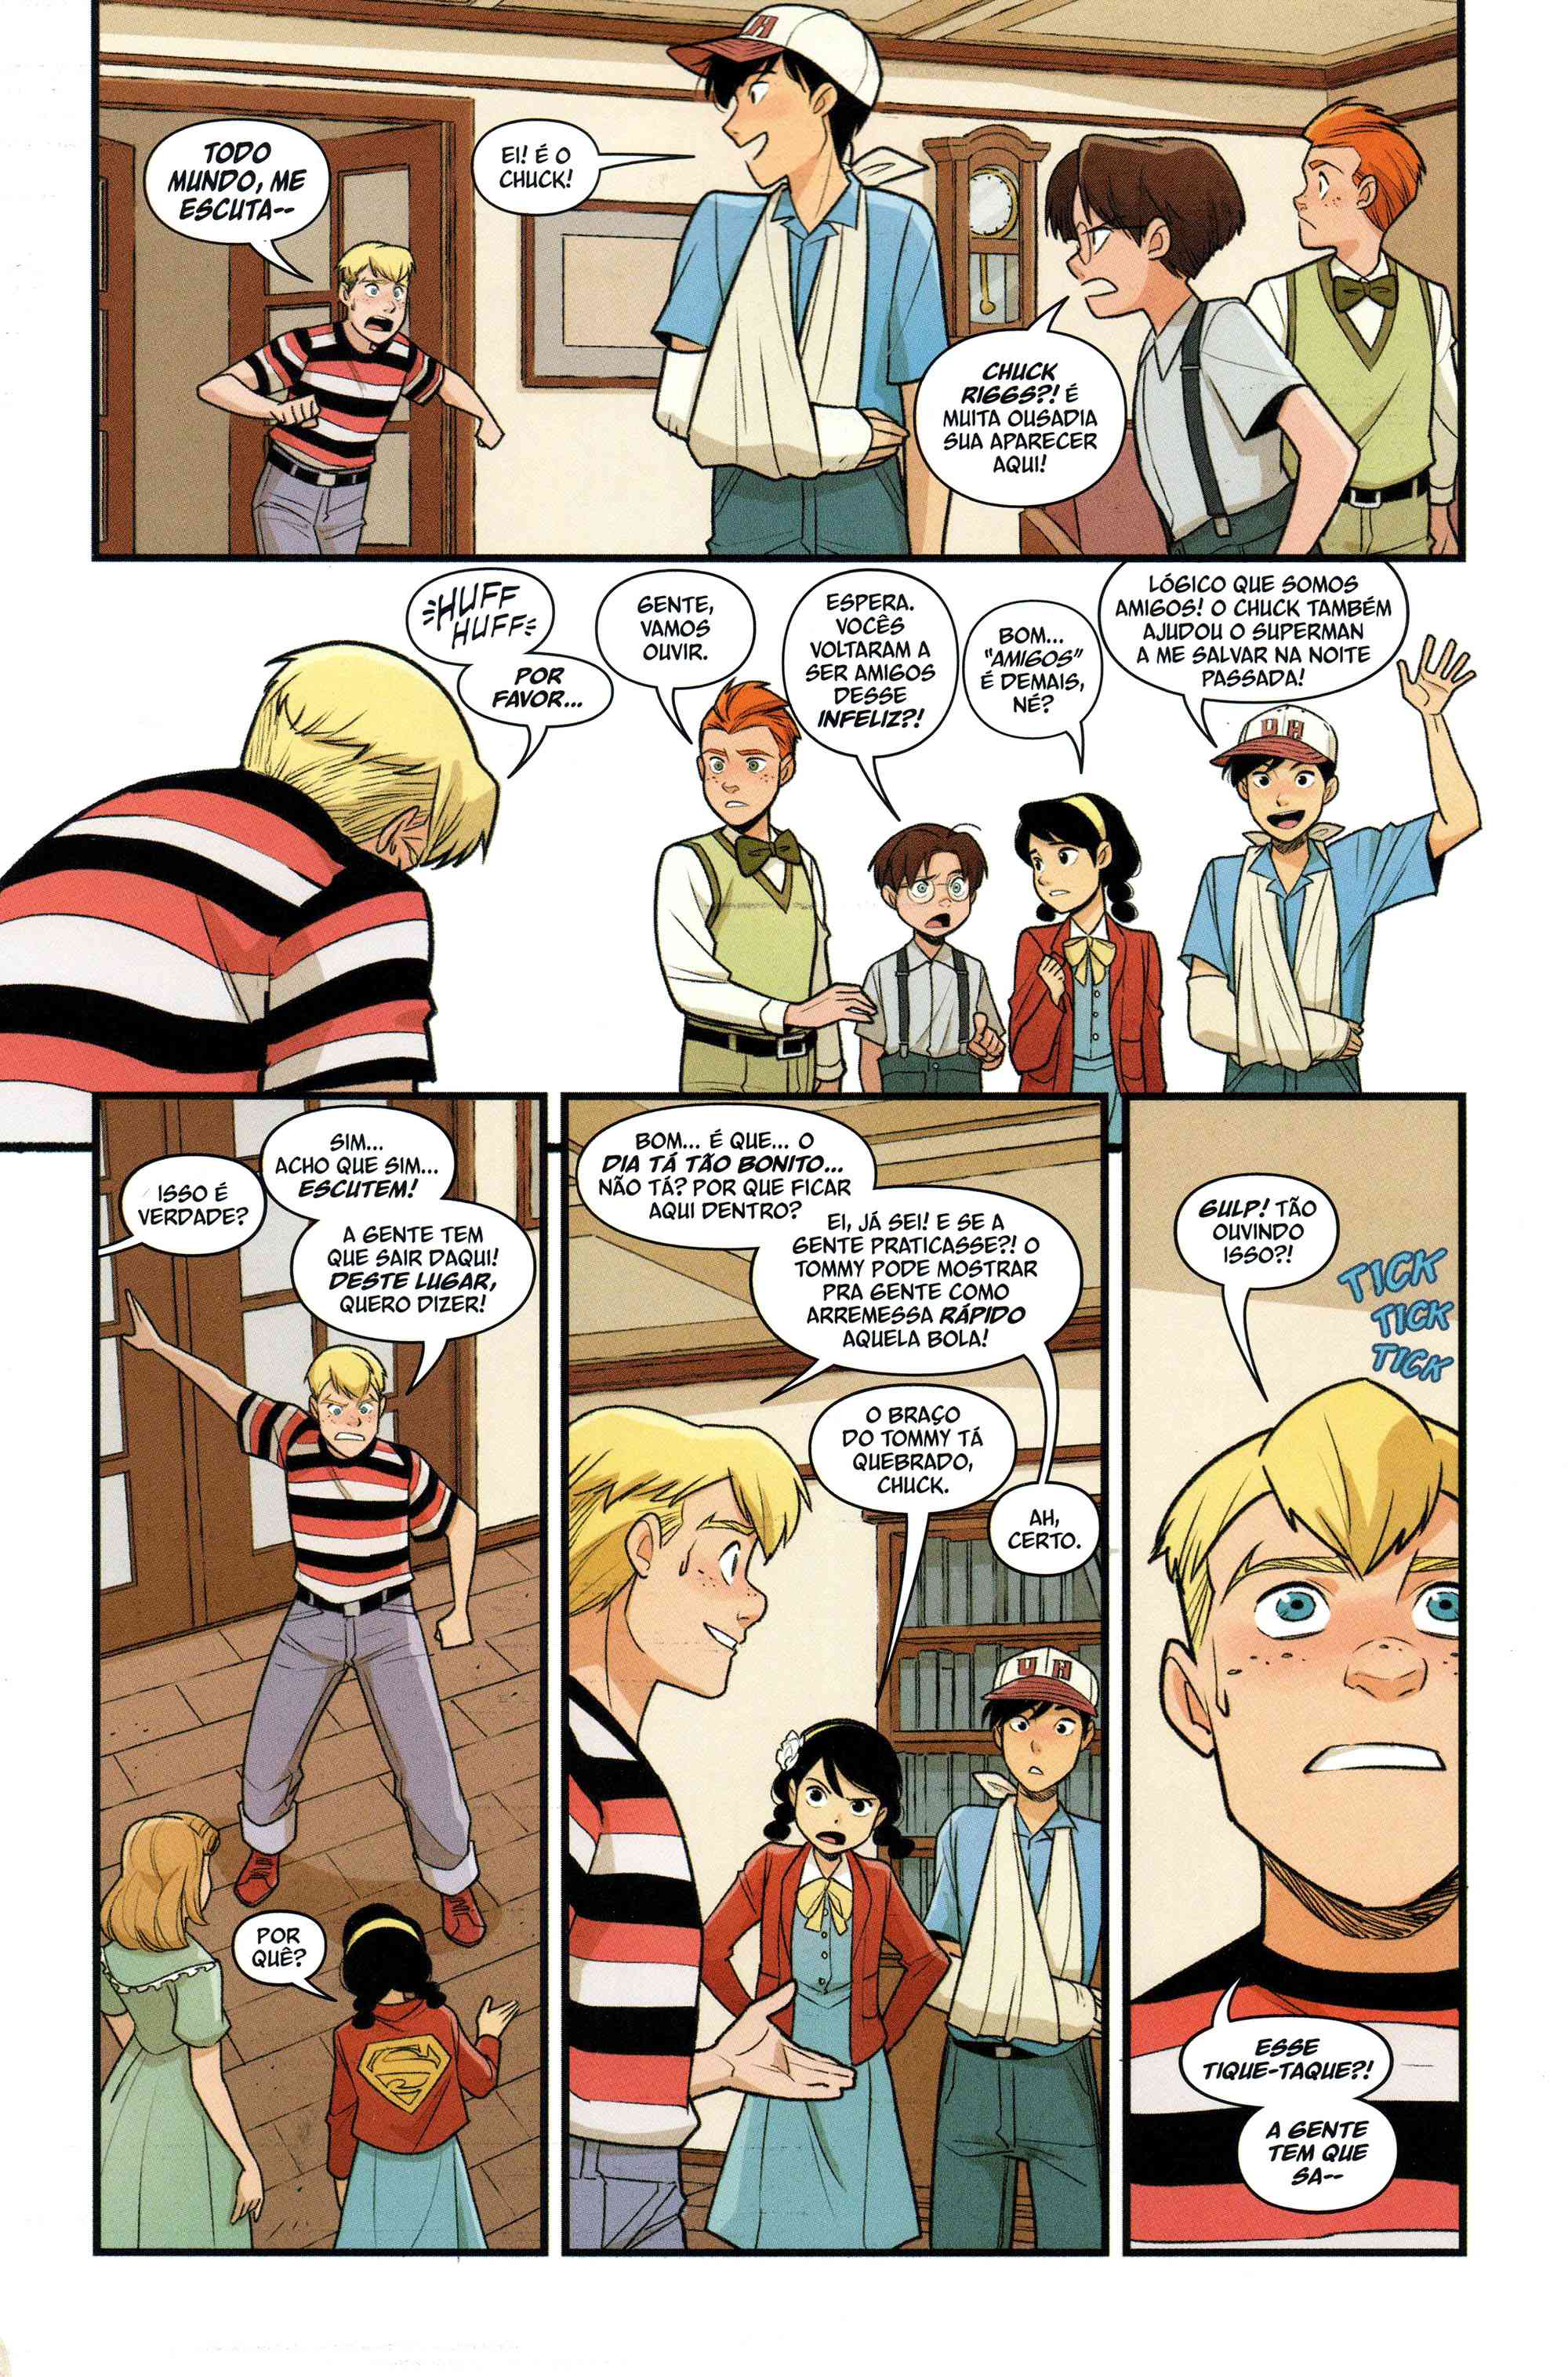 TODO
MUNDO, ME
ESCUTA--
EI! É O
CHUCK!
U H
CHUCK
RIGGS?! É
MUITA OUSADIA
SUA APARECER
AQUI!
HUFF
HUFF
POR
FAVOR...
GENTE,
VAMOS
OUVIR.
ESPERA.
VOCÊS
VOLTARAM A
SER AMIGOS
DESSE
INFELIZ?!
BOM...
"AMIGOS"
É DEMAIS,
NÉ?
LÓGICO QUE SOMOS
AMIGOS! O CHUCK TAMBÉM
AJUDOU O SUPERMAN
A ME SALVAR NA NOITE
PASSADA!
U H
ISSO É
VERDADE?
SIM...
ACHO QUE SIM...
ESCUTEM!
A GENTE TEM
QUE SAIR DAQUI!
DESTE LUGAR,
QUERO DIZER!
POR
QUÊ?
S
BOM... É QUE... O
DIA TÁ TÃO BONITO...
NÃO TÁ? POR QUE FICAR
AQUI DENTRO?
EI, JÁ SEI! E SE A
GENTE PRATICASSE?! O
TOMMY PODE MOSTRAR
PRA GENTE COMO
ARREMESSA RÁPIDO
AQUELA BOLA!
O BRAÇO
DO TOMMY TÁ
QUEBRADO,
CHUCK.
AH,
CERTO.
U H
GULP! TÃO
OUVINDO
ISSO?!
TICK
TICK
TICK
ESSE
TIQUE-TAQUE?!
A GENTE
TEM QUE
SA--